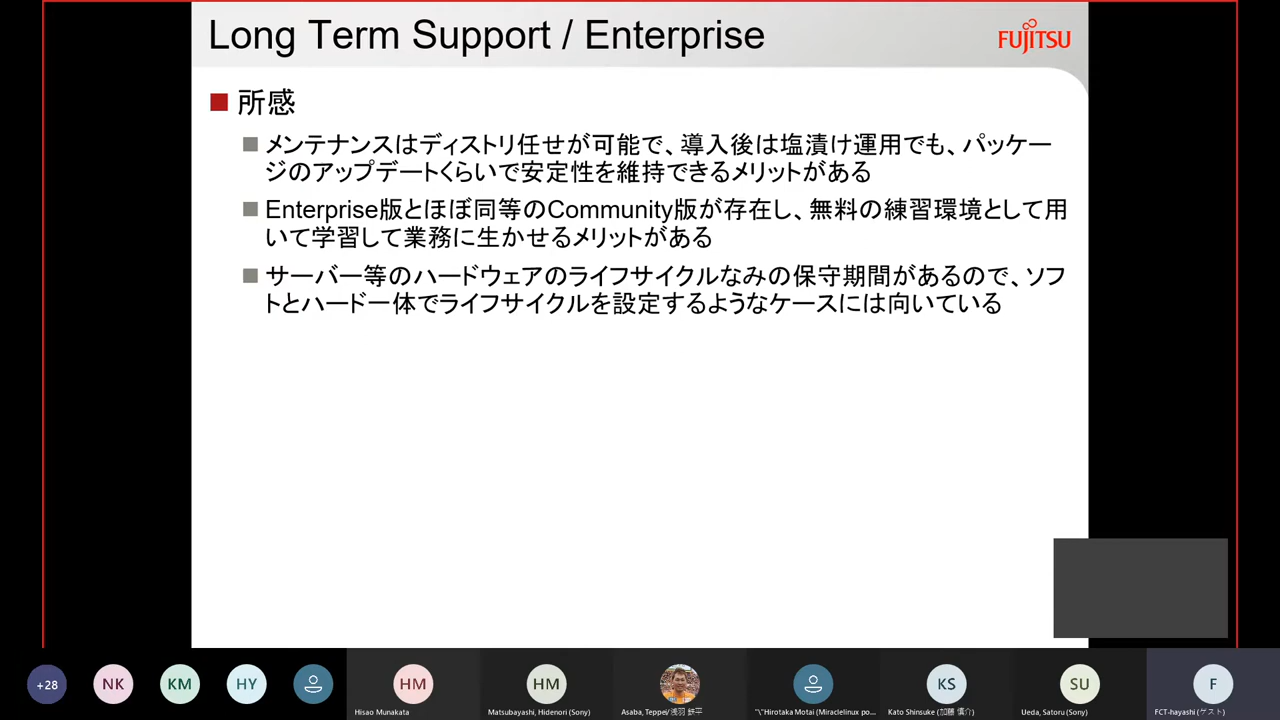 Long Term Support / Enterprise
FUJITSU
所感
メンテナンスはディストリ任せが可能で、導入後は塩漬け運用でも、パッケー
ジのアップデートくらいで安定性を維持できるメリットがある
Enterprise版とほぼ同等のCommunity版が存在し、無料の練習環境として用
いて学習して業務に生かせるメリットがある
サーバー等のハードウェアのライフサイクルなみの保守期間があるので、ソフ
トとハード一体でライフサイクルを設定するようなケースには向いている
+28
NK
KM
HY
HM
HM
KS
SU
F
Hisao Munakata
Matsubayashi, Hidenori (Sony)
Asaba, Teppei/浅羽 鉄平
"\"Hirotaka Motai (Miraclelinux po...
Kato Shinsuke (加藤 慎介)
Ueda, Satoru (Sony)
FCT-hayashi (ゲスト)